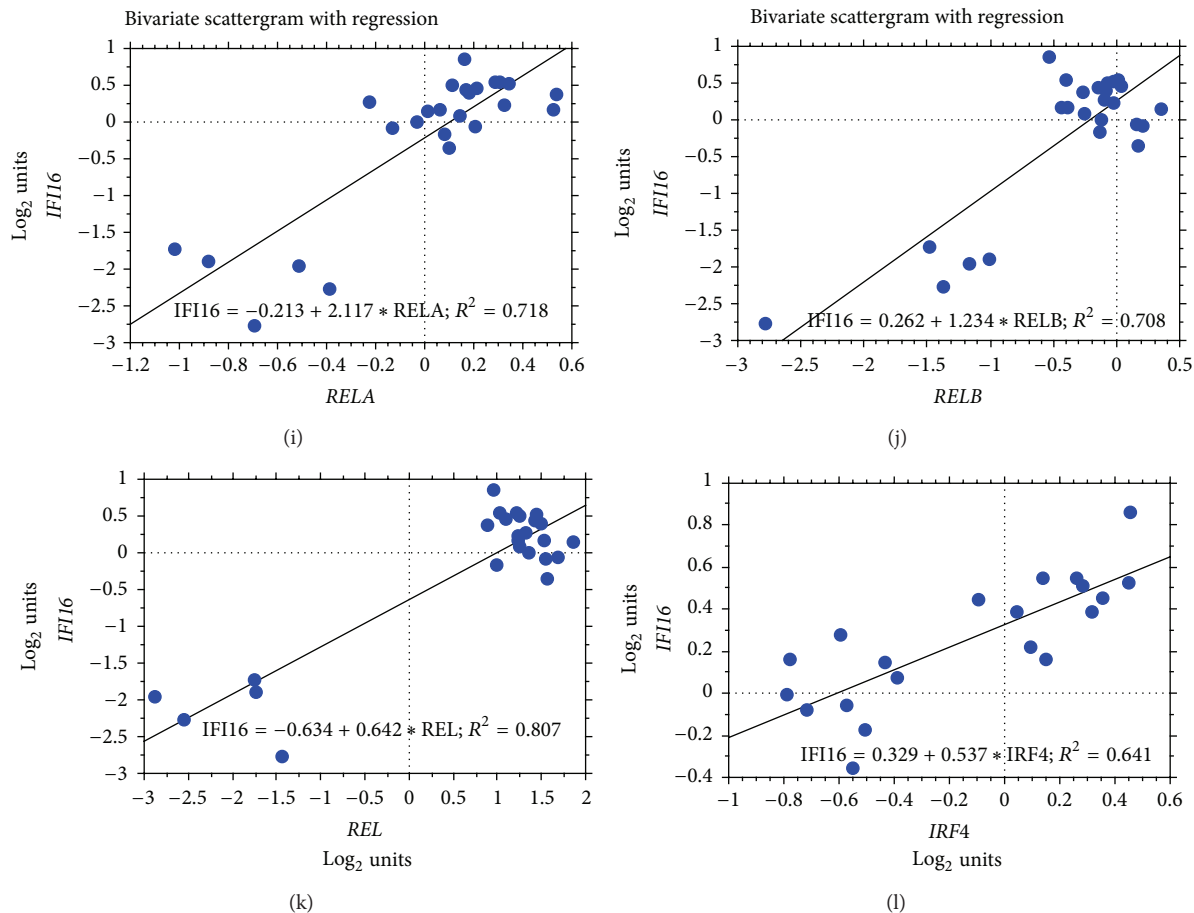 Bivariate scattergram with regression
1
0.5
0
−0.5
−1
−1.5
−2
−2.5
−3
Log2 units
IFI16
IFI16 = −0.213 + 2.117 ∗ RELA; R2 = 0.718
−1.2 −1 −0.8 −0.6 −0.4 −0.2 0 0.2 0.4 0.6
RELA
(i)
Bivariate scattergram with regression
1
0.5
0
−0.5
−1
−1.5
−2
−2.5
−3
Log2 units
IFI16
IFI16 = 0.262 + 1.234 ∗ RELB; R2 = 0.708
−3 −2.5 −2 −1.5 −1 −0.5 0 0.5
RELB
(j)
1
0.5
0
−0.5
−1
−1.5
−2
−2.5
−3
Log2 units
IFI16
IFI16 = −0.634 + 0.642 ∗ REL; R2 = 0.807
−3 −2.5 −2 −1.5 −1 −0.5 0 0.5 1 1.5 2
REL
Log2 units
(k)
1
0.8
0.6
0.4
0.2
0
−0.2
−0.4
Log2 units
IFI16
IFI16 = 0.329 + 0.537 ∗ IRF4; R2 = 0.641
−1 −0.8 −0.6 −0.4 −0.2 0 0.2 0.4 0.6
IRF4
Log2 units
(l)